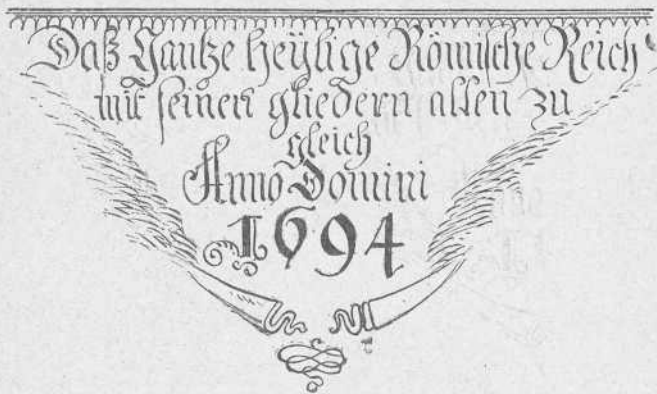 Daß Gantze heÿlige Römische Reich
mit seinen gliedern allen zu
gleich
Anno Domini
1694